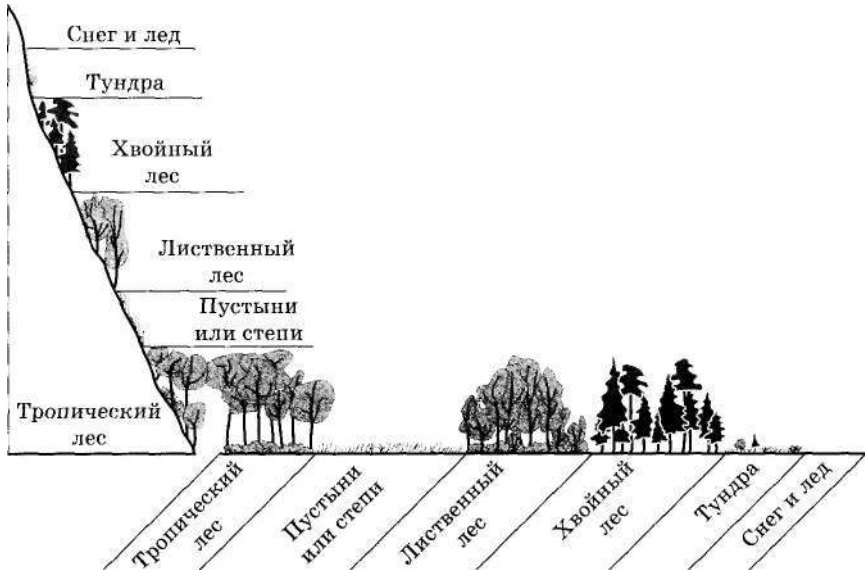 Снег и лед
Тундра
Хвойный
лес
Лиственный
лес
Пустыни
или степи
Тропический
лес
Тропический
лес
Пустыни
или степи
Лиственный
лес
Хвойный
лес
Тундра
Снег и лед